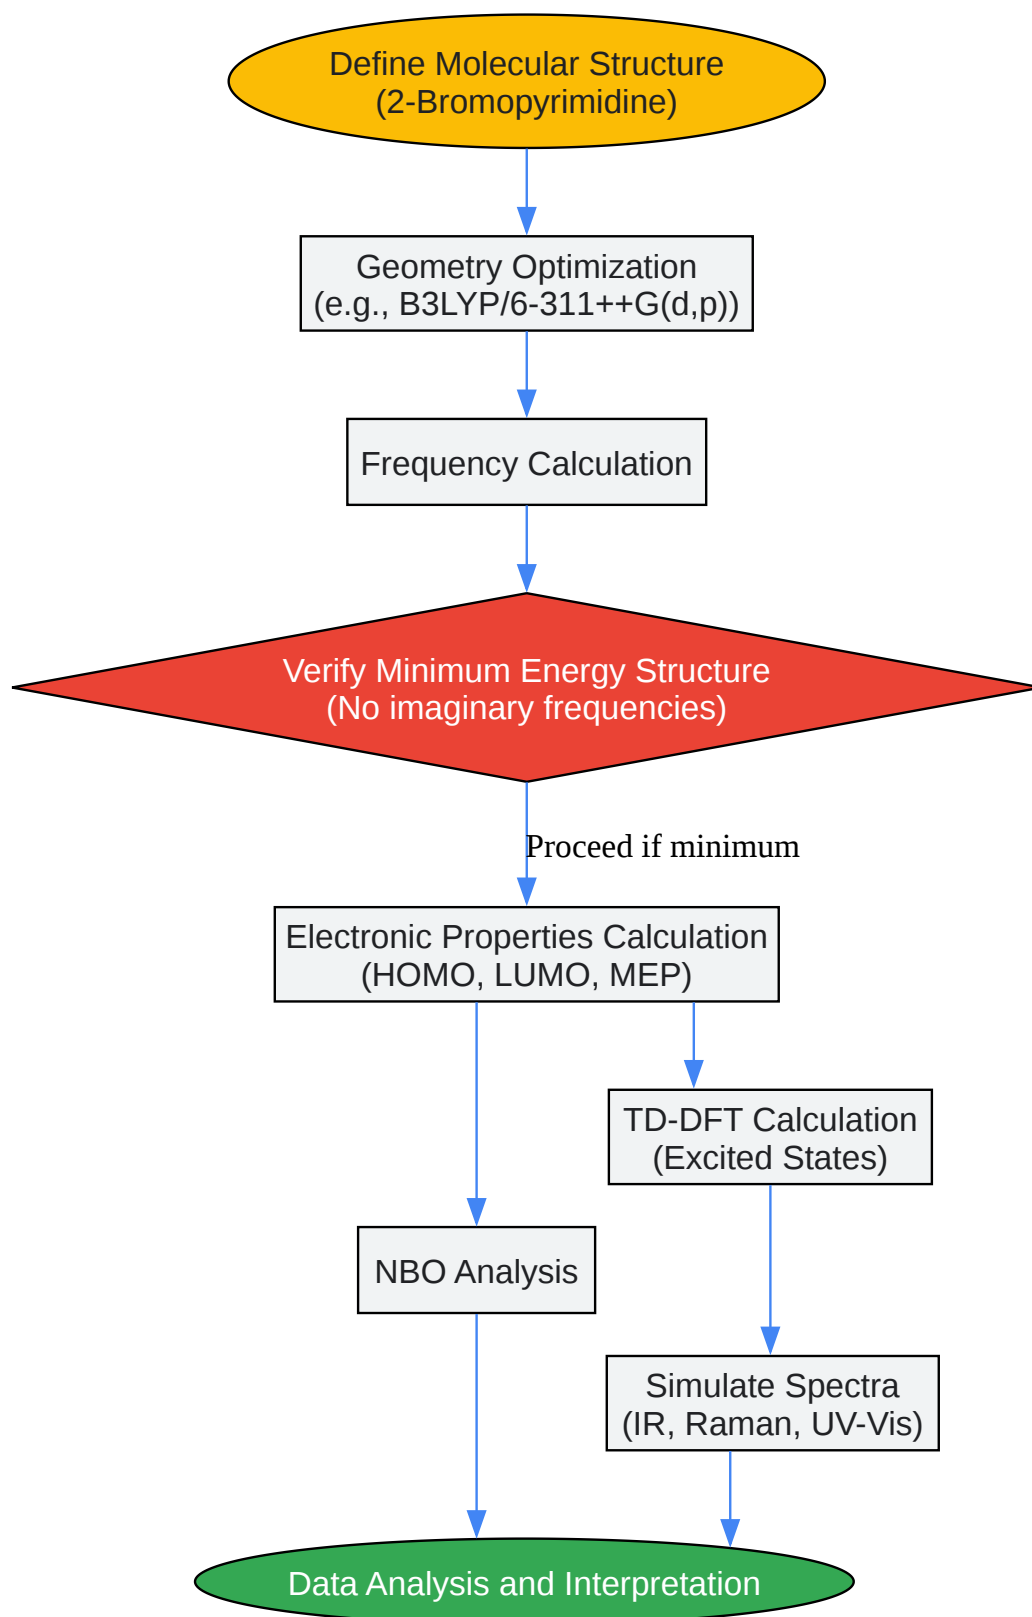 Define Molecular Structure
(2-Bromopyrimidine)
Geometry Optimization
(e.g., B3LYP/6-311++G(d,p))
Frequency Calculation
Verify Minimum Energy Structure
(No imaginary frequencies)
Proceed if minimum
Electronic Properties Calculation
(HOMO, LUMO, MEP)
TD-DFT Calculation
(Excited States)
NBO Analysis
Simulate Spectra
(IR, Raman, UV-Vis)
Data Analysis and Interpretation